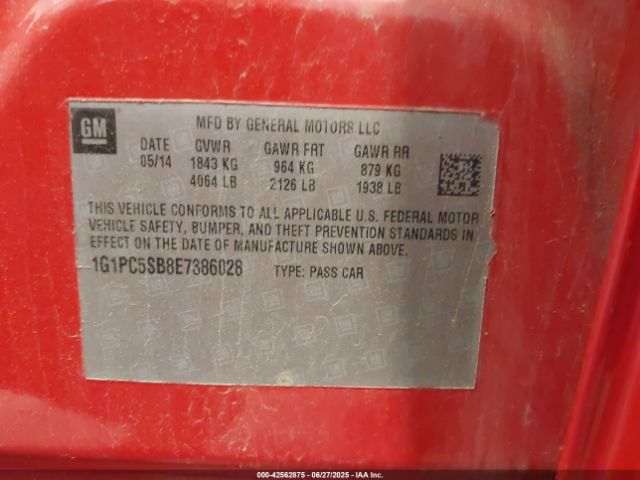 GM
MFD BY GENERAL MOTORS LLC
DATE GVWR GAWR FRT GAWR RR
05/14 1843 KG 964 KG 879 KG
4064 LB 2126 LB 1938 LB
THIS VEHICLE CONFORMS TO ALL APPLICABLE U.S. FEDERAL MOTOR
VEHICLE SAFETY, BUMPER, AND THEFT PREVENTION STANDARDS IN
EFFECT ON THE DATE OF MANUFACTURE SHOWN ABOVE.
1G1PC5SB8E7386028 TYPE: PASS CAR
000-42562875 - 06/27/2025 - IAA Inc.